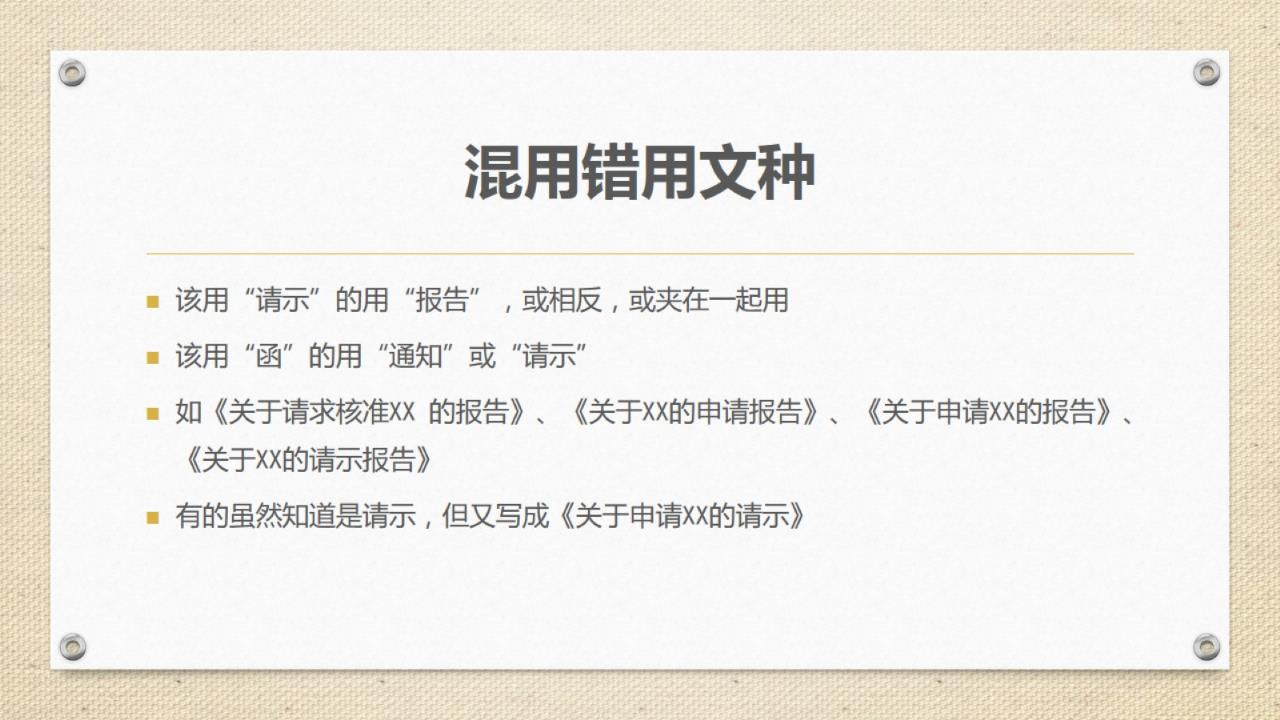 混用错用文种
该用“请示”的用“报告”，或相反，或夹在一起用
该用“函”的用“通知”或“请示”
如《关于请求核准XX 的报告》、《关于XX的申请报告》、《关于申请XX的报告》、
《关于XX的请示报告》
有的虽然知道是请示，但又写成《关于申请XX的请示》